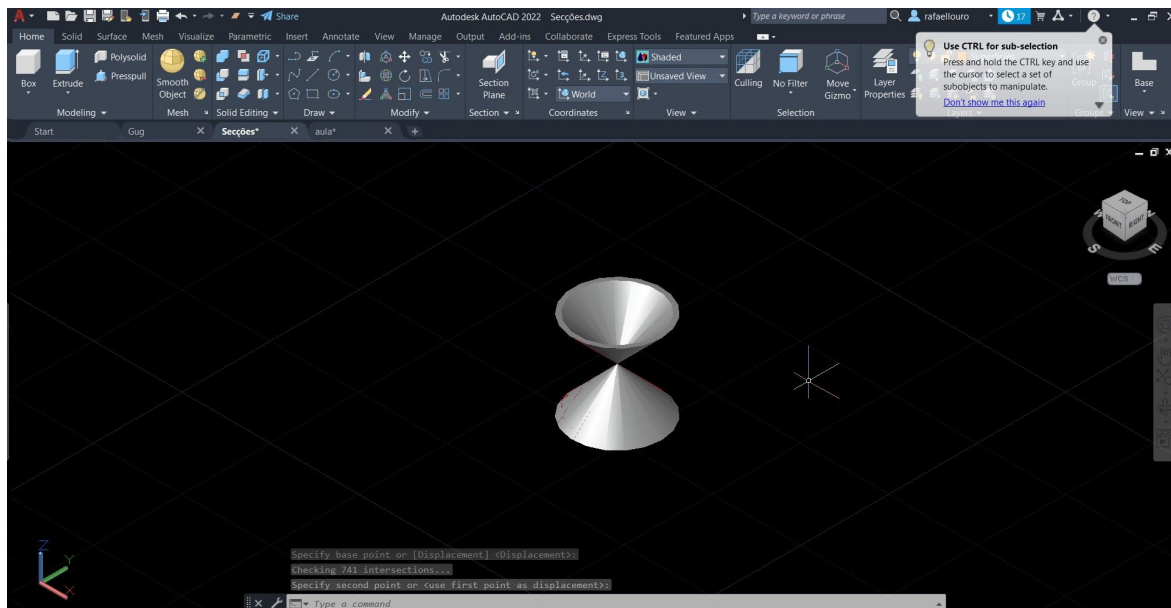 Share
Autodesk AutoCAD 2022 Secções.dwg
Type a keyword or phrase
rafaellouro
17
Home Solid Surface Mesh Visualize Parametric Insert Annotate View Manage Output Add-ins Collaborate Express Tools Featured Apps
Box
Extrude
Polysolid
Presspull
Smooth
Object
Section
Plane
World
Shaded
Unsaved View
Culling
No Filter
Move
Gizmo
Layer
Properties
Group
Base
Modeling
Mesh
Solid Editing
Draw
Modify
Section
Coordinates
View
Selection
Layers
Groups
View
Use CTRL for sub-selection
Press and hold the CTRL key and use
the cursor to select a set of
subobjects to manipulate.
Don't show me this again
Start
Gug
Secções*
aula*
TOP
FRONT
RIGHT
N
S
E
WCS
Z
Y
X
Specify base point or [Displacement] <Displacement>:
Checking 741 intersections...
Specify second point or <use first point as displacement>:
Type a command